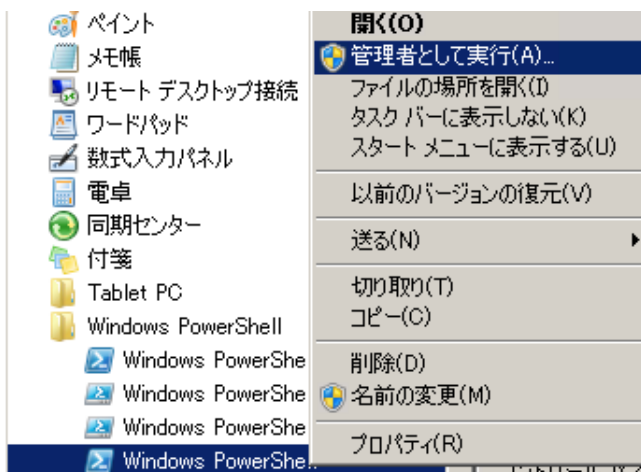 ペイント
メモ帳
リモート デスクトップ接続
ワードパッド
数式入力パネル
電卓
同期センター
付箋
Tablet PC
Windows PowerShell
Windows PowerShe
Windows PowerShe
Windows PowerShe
Windows PowerShe
開く(O)
管理者として実行(A)...
ファイルの場所を開く(I)
タスク バーに表示しない(K)
スタート メニューに表示する(U)
以前のバージョンの復元(V)
送る(N)
切り取り(T)
コピー(C)
削除(D)
名前の変更(M)
プロパティ(R)